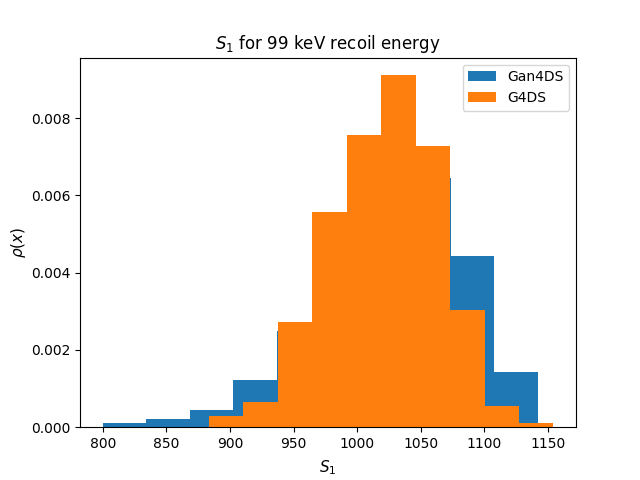 S₁ for 99 keV recoil energy
Gan4DS
G4DS
0.008
0.006
0.004
0.002
0.000
ρ(x)
800 850 900 950 1000 1050 1100 1150
S₁